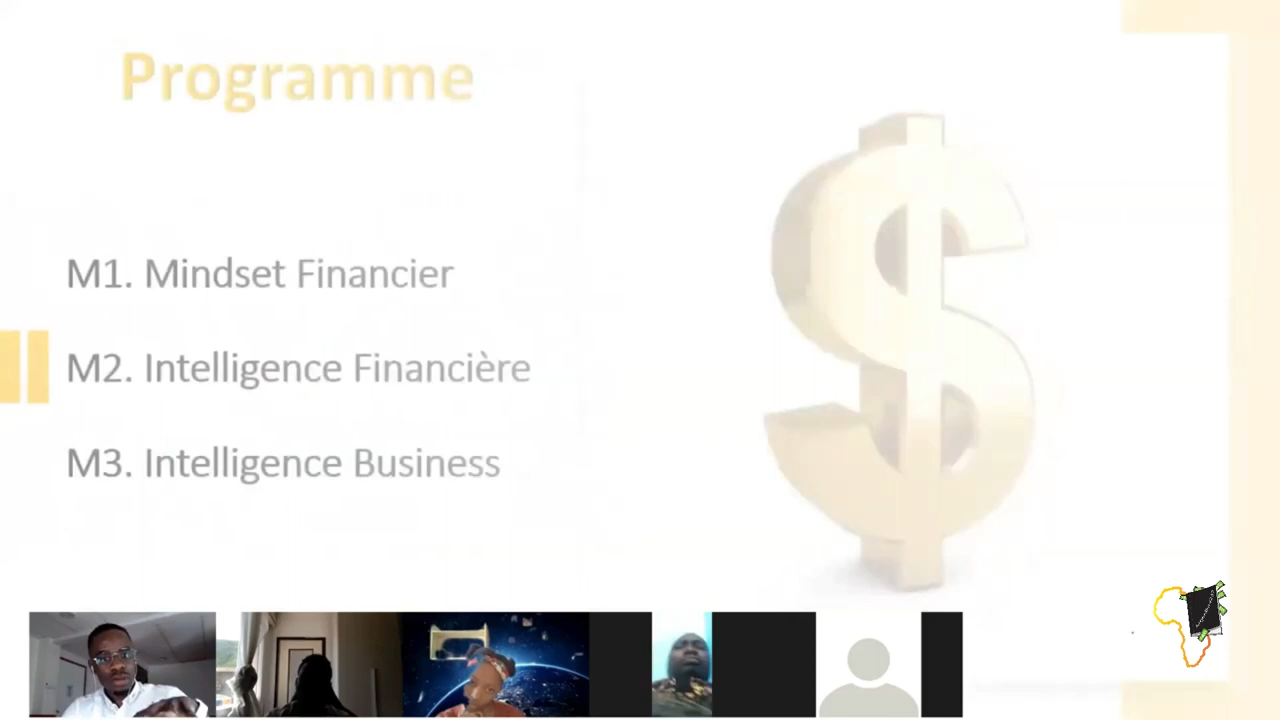 Programme
M1. Mindset Financier
M2. Intelligence Financière
M3. Intelligence Business